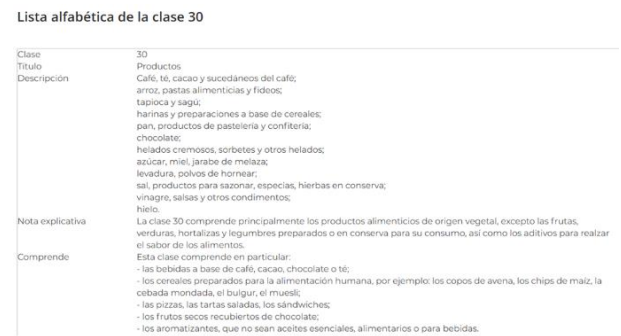 Lista alfabética de la clase 30
Clase 30
Título Productos
Descripción Café, té, cacao y sucedáneos del café;
arroz, pastas alimenticias y fideos;
tapioca y sagú;
harinas y preparaciones a base de cereales;
pan, productos de pastelería y confitería;
chocolate;
helados cremosos, sorbetes y otros helados;
azúcar, miel, jarabe de melaza;
levadura, polvos de hornear;
sal, productos para sazonar, especias, hierbas en conserva;
vinagre, salsas y otros condimentos;
hielo.
Nota explicativa La clase 30 comprende principalmente los productos alimenticios de origen vegetal, excepto las frutas,
verduras, hortalizas y legumbres preparados o en conserva para su consumo, así como los aditivos para realzar
el sabor de los alimentos.
Comprende Esta clase comprende en particular:
- las bebidas a base de café, cacao, chocolate o té;
- los cereales preparados para la alimentación humana, por ejemplo: los copos de avena, los chips de maíz, la
cebada mondada, el bulgur, el muesli;
- las pizzas, las tartas saladas, los sándwiches;
- los frutos secos recubiertos de chocolate;
- los aromatizantes, que no sean aceites esenciales, alimentarios o para bebidas.